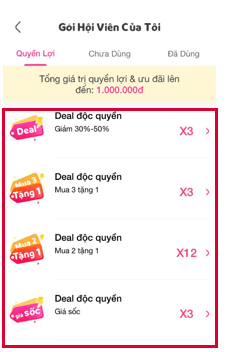 Gói Hội Viên Của Tôi
Quyền Lợi
Chưa Dùng
Đã Dùng
Tổng giá trị quyền lợi & ưu đãi lên
đến: 1.000.000đ
Deal
Deal độc quyền
Giảm 30%-50%
X3
Mua 3
Tặng 1
Deal độc quyền
Mua 3 tặng 1
X3
Mua 2
Tặng 1
Deal độc quyền
Mua 2 tặng 1
X12
giá SỐC
Deal độc quyền
Giá sốc
X3